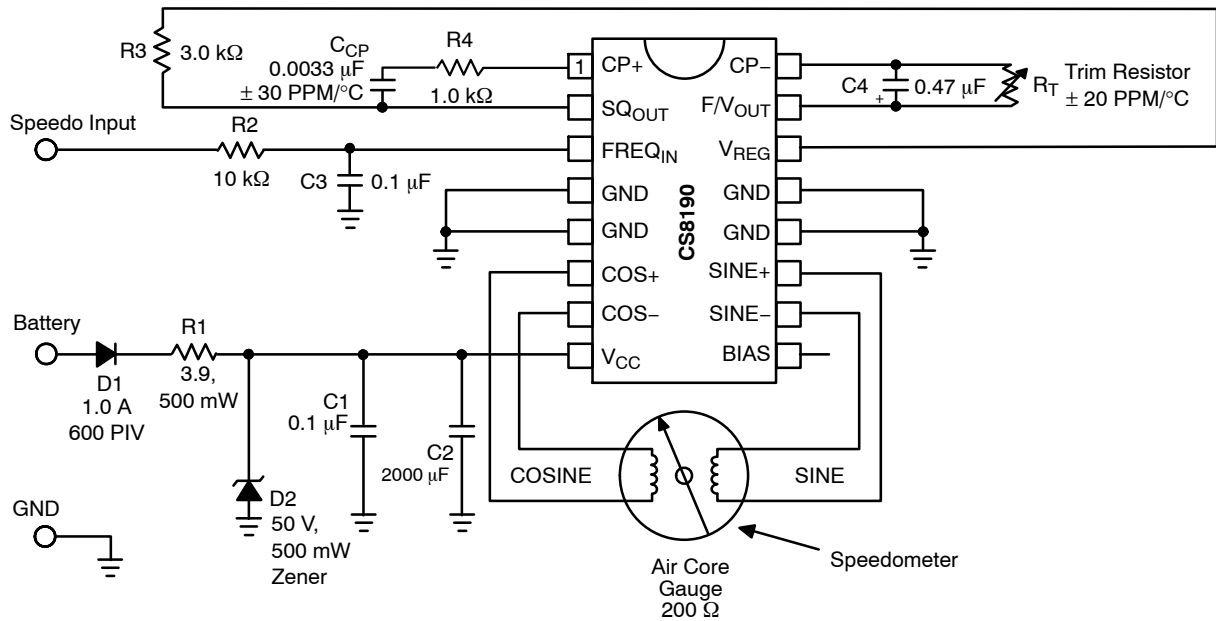 R3
3.0 kΩ
C_CP
0.0033 μF
± 30 PPM/°C
R4
1.0 kΩ
1
CP+
SQ_OUT
FREQ_IN
GND
GND
COS+
COS−
V_CC
CS8190
CP−
F/V_OUT
V_REG
GND
GND
SINE+
SINE−
BIAS
C4
+
0.47 μF
R_T
Trim Resistor
± 20 PPM/°C
Speedo Input
R2
10 kΩ
C3
0.1 μF
Battery
D1
1.0 A
600 PIV
R1
3.9,
500 mW
C1
0.1 μF
C2
2000 μF
D2
50 V,
500 mW
Zener
GND
COSINE
SINE
Air Core
Gauge
200 Ω
Speedometer